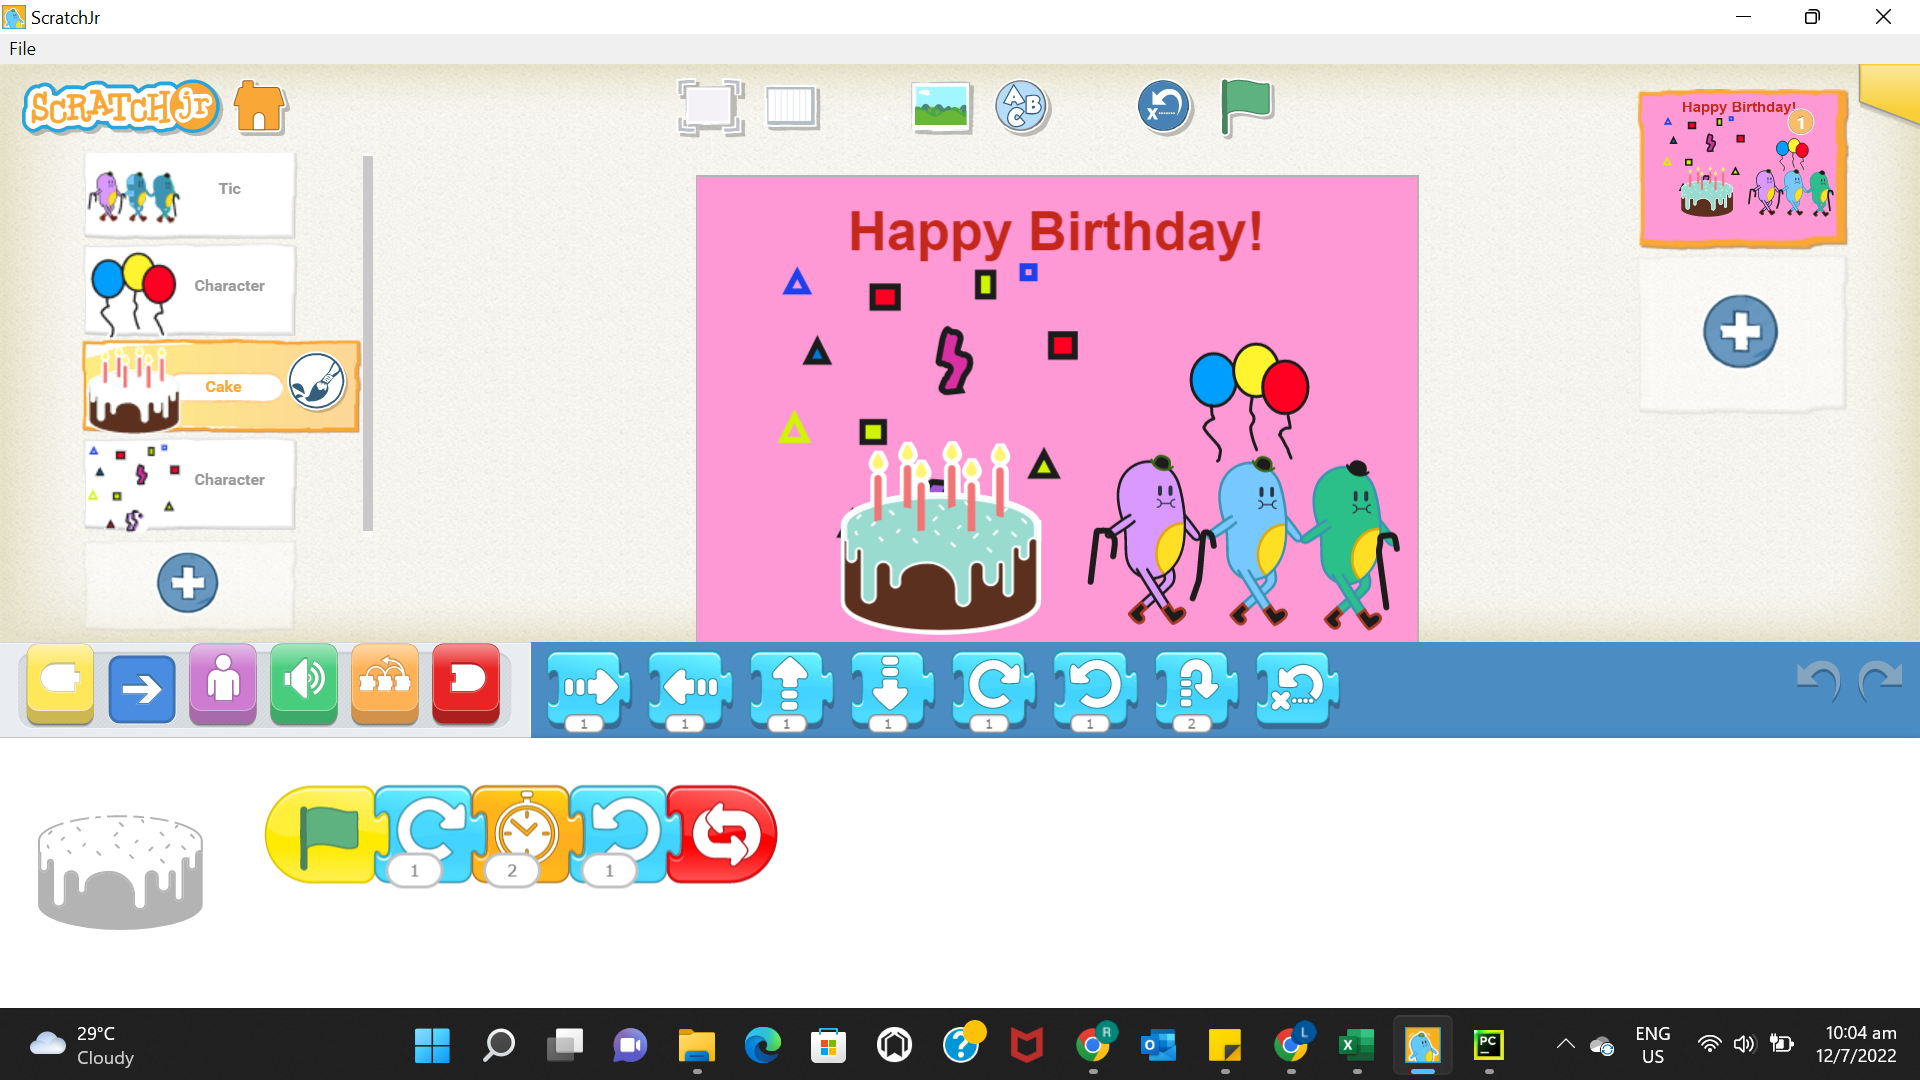 ScratchJr
File
SCRATCHJr
A B C
x
Happy Birthday!
1
Tic
Character
Cake
Character
Happy Birthday!
1
1
1
1
1
1
2
x
1
2
1
29°C
Cloudy
R
L
PC
ENG
US
10:04 am
12/7/2022